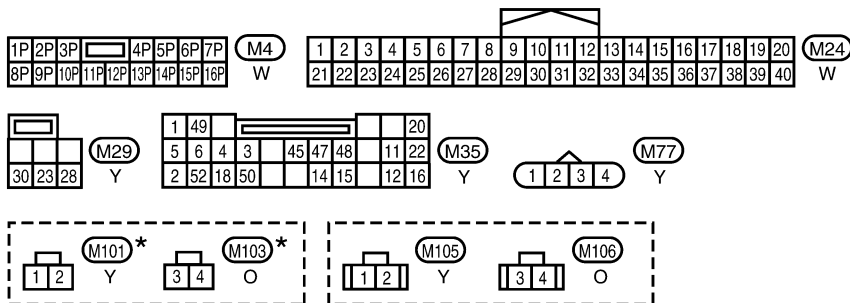 1P 2P 3P 4P 5P 6P 7P M4
8P 9P 10P 11P 12P 13P 14P 15P 16P W
1 2 3 4 5 6 7 8 9 10 11 12 13 14 15 16 17 18 19 20 M24
21 22 23 24 25 26 27 28 29 30 31 32 33 34 35 36 37 38 39 40 W
M29
30 23 28 Y
1 49 20
5 6 4 3 45 47 48 11 22 M35
2 52 18 50 14 15 12 16 Y
M77
1 2 3 4 Y
M101 *
1 2 Y
M103 *
3 4 O
M105
1 2 Y
M106
3 4 O